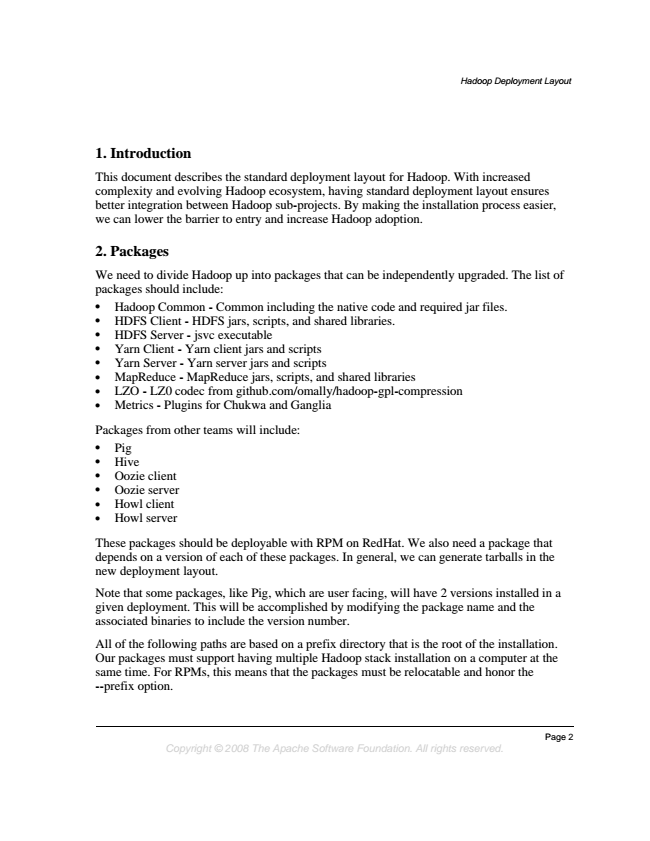 Hadoop Deployment Layout
1. Introduction
This document describes the standard deployment layout for Hadoop. With increased
complexity and evolving Hadoop ecosystem, having standard deployment layout ensures
better integration between Hadoop sub-projects. By making the installation process easier,
we can lower the barrier to entry and increase Hadoop adoption.
2. Packages
We need to divide Hadoop up into packages that can be independently upgraded. The list of
packages should include:
• Hadoop Common - Common including the native code and required jar files.
• HDFS Client - HDFS jars, scripts, and shared libraries.
• HDFS Server - jsvc executable
• Yarn Client - Yarn client jars and scripts
• Yarn Server - Yarn server jars and scripts
• MapReduce - MapReduce jars, scripts, and shared libraries
• LZO - LZ0 codec from github.com/omally/hadoop-gpl-compression
• Metrics - Plugins for Chukwa and Ganglia
Packages from other teams will include:
• Pig
• Hive
• Oozie client
• Oozie server
• Howl client
• Howl server
These packages should be deployable with RPM on RedHat. We also need a package that
depends on a version of each of these packages. In general, we can generate tarballs in the
new deployment layout.
Note that some packages, like Pig, which are user facing, will have 2 versions installed in a
given deployment. This will be accomplished by modifying the package name and the
associated binaries to include the version number.
All of the following paths are based on a prefix directory that is the root of the installation.
Our packages must support having multiple Hadoop stack installation on a computer at the
same time. For RPMs, this means that the packages must be relocatable and honor the
--prefix option.
Page 2
Copyright © 2008 The Apache Software Foundation. All rights reserved.